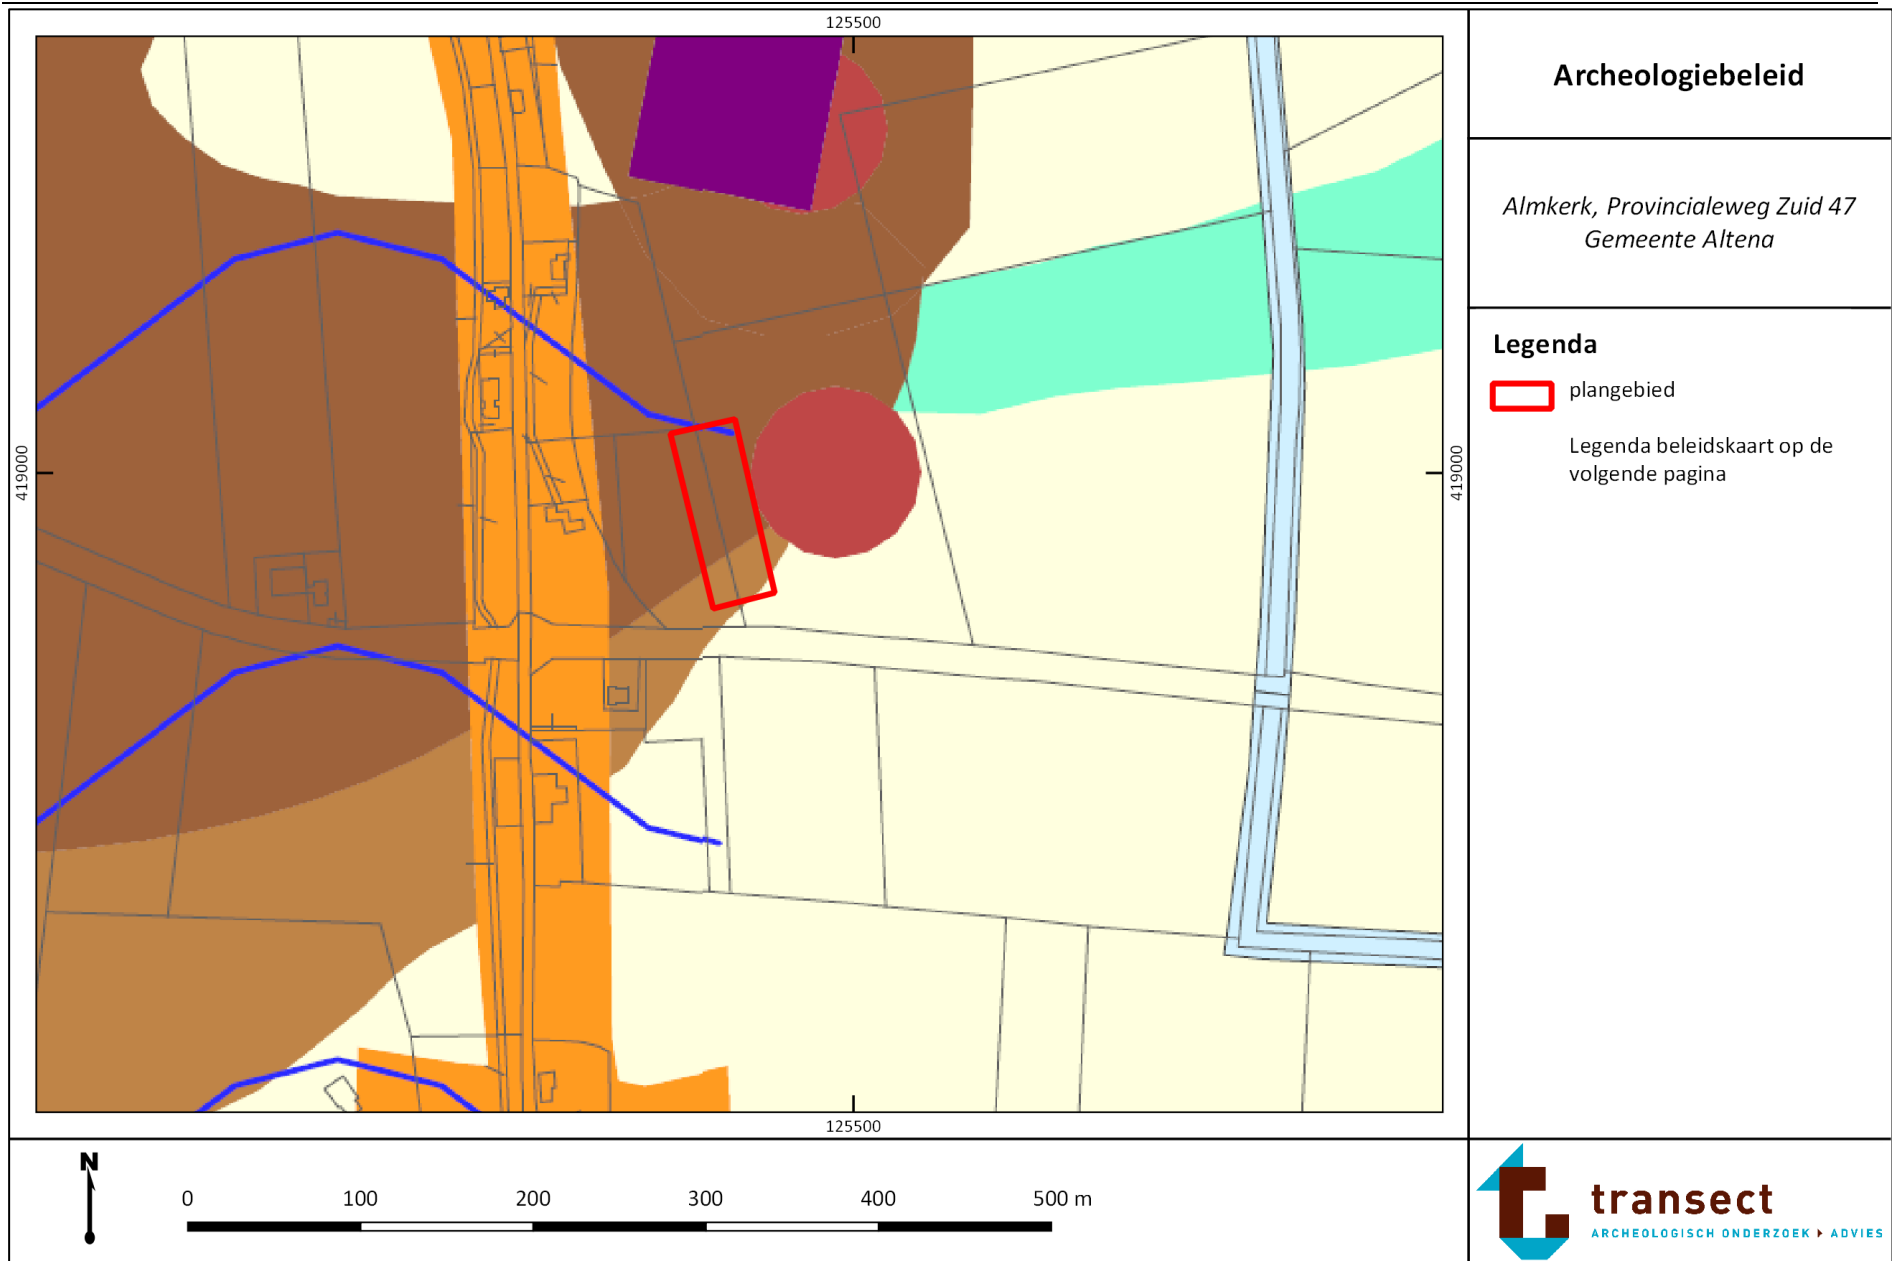 125500
419000
419000
125500
Archeologiebeleid
Almkerk, Provincialeweg Zuid 47
Gemeente Altena
Legenda
plangebied
Legenda beleidskaart op de
volgende pagina
N
0 100 200 300 400 500 m
transect
ARCHEOLOGISCH ONDERZOEK ▸ ADVIES